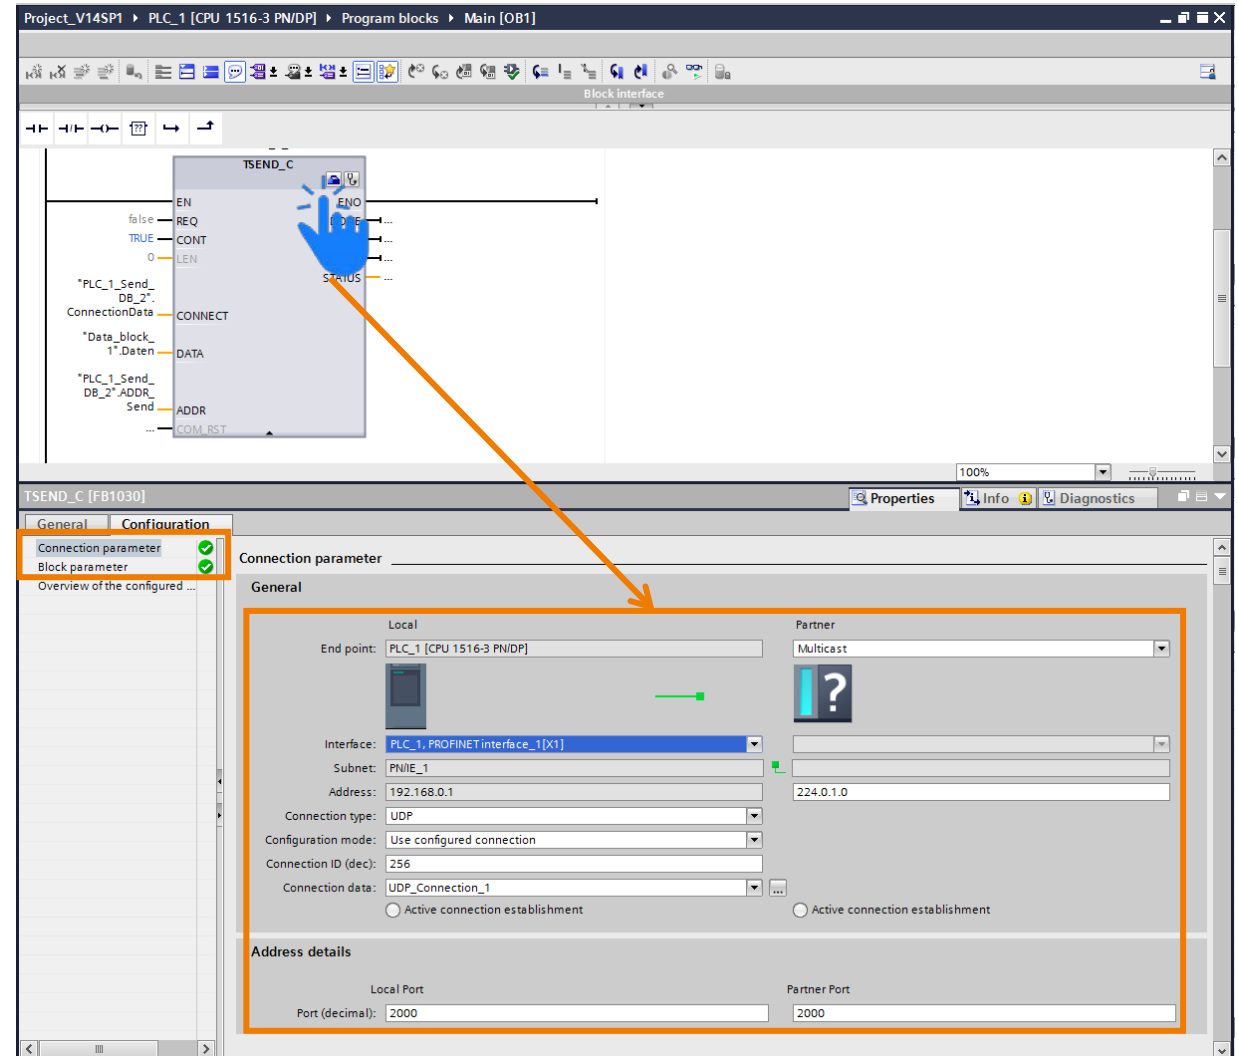 Project_V14SP1 ▸ PLC_1 [CPU 1516-3 PN/DP] ▸ Program blocks ▸ Main [OB1]
Block interface
??
TSEND_C
EN
ENO
false
REQ
TRUE
CONT
...
0
LEN
...
STATUS
...
"PLC_1_Send_
DB_2".
ConnectionData
CONNECT
"Data_block_
1".Daten
DATA
"PLC_1_Send_
DB_2".ADDR_
Send
ADDR
...
COM_RST
100%
TSEND_C [FB1030]
Properties
Info
Diagnostics
General
Configuration
Connection parameter
Block parameter
Overview of the configured ...
Connection parameter
General
Local
Partner
End point:
PLC_1 [CPU 1516-3 PN/DP]
Multicast
?
Interface:
PLC_1, PROFINET interface_1[X1]
Subnet:
PN/IE_1
Address:
192.168.0.1
224.0.1.0
Connection type:
UDP
Configuration mode:
Use configured connection
Connection ID (dec):
256
Connection data:
UDP_Connection_1
...
Active connection establishment
Active connection establishment
Address details
Local Port
Partner Port
Port (decimal):
2000
2000